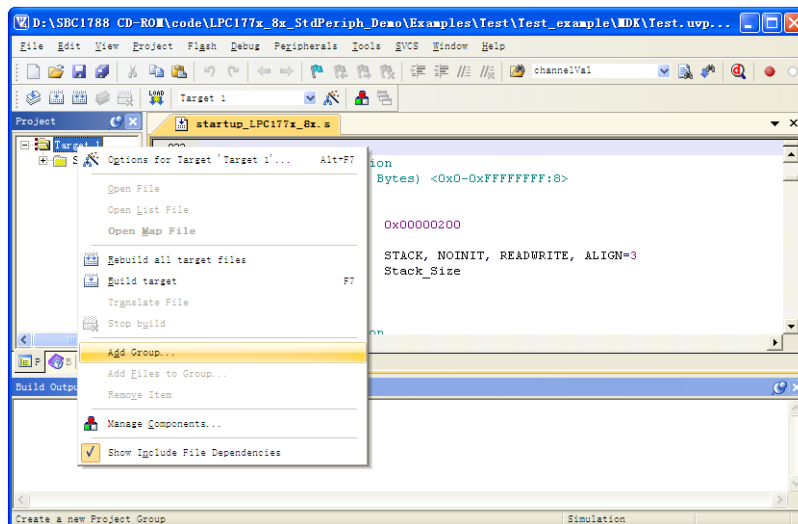 D:\SBC1788 CD-ROM\code\LPC177x_8x_StdPeriph_Demo\Examples\Test\Test_example\MDK\Test.uvp...
File Edit View Project Flash Debug Peripherals Tools SVCS Window Help
channelVal
LOAD Target 1
Project
startup_LPC177x_8x.s
Target 1
S
Options for Target 'Target 1'... Alt+F7
Open File
Open List File
Open Map File
Rebuild all target files
Build target F7
Translate File
Stop build
Add Group...
Add Files to Group...
Remove Item
Manage Components...
Show Include File Dependencies
ion
Bytes) <0x0-0xFFFFFFFF:8>
0x00000200
STACK, NOINIT, READWRITE, ALIGN=3
Stack_Size
on
P B
Build Outpu
Create a new Project Group Simulation